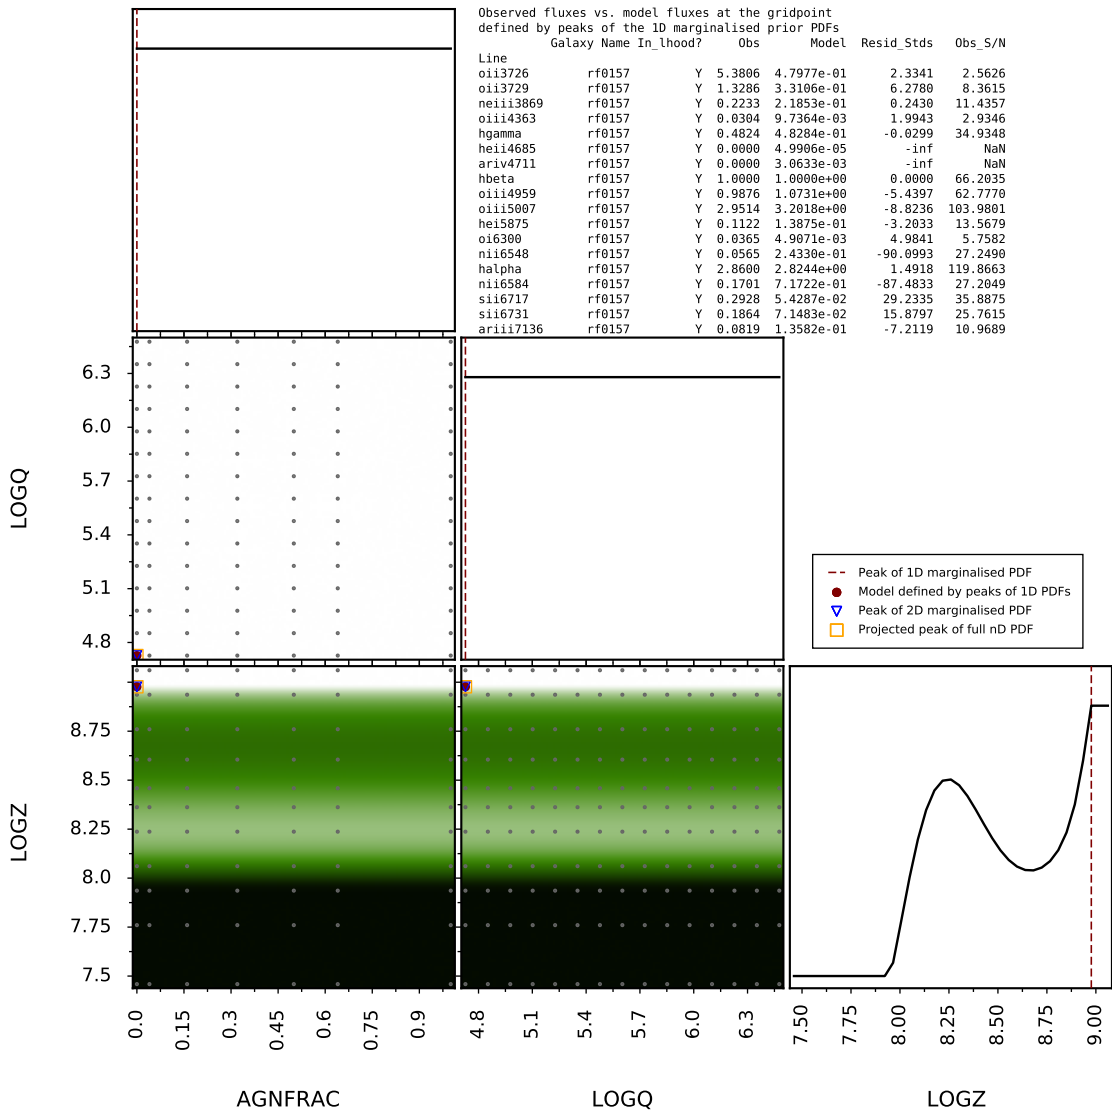 Observed fluxes vs. model fluxes at the gridpoint
defined by peaks of the 1D marginalised prior PDFs
Galaxy Name In_lhood? Obs Model Resid_Stds Obs_S/N
Line
oii3726 rf0157 Y 5.3806 4.7977e-01 2.3341 2.5626
oii3729 rf0157 Y 1.3286 3.3106e-01 6.2780 8.3615
neiii3869 rf0157 Y 0.2233 2.1853e-01 0.2430 11.4357
oiii4363 rf0157 Y 0.0304 9.7364e-03 1.9943 2.9346
hgamma rf0157 Y 0.4824 4.8284e-01 -0.0299 34.9348
heii4685 rf0157 Y 0.0000 4.9906e-05 -inf NaN
ariv4711 rf0157 Y 0.0000 3.0633e-03 -inf NaN
hbeta rf0157 Y 1.0000 1.0000e+00 0.0000 66.2035
oiii4959 rf0157 Y 0.9876 1.0731e+00 -5.4397 62.7770
oiii5007 rf0157 Y 2.9514 3.2018e+00 -8.8236 103.9801
hei5875 rf0157 Y 0.1122 1.3875e-01 -3.2033 13.5679
oi6300 rf0157 Y 0.0365 4.9071e-03 4.9841 5.7582
nii6548 rf0157 Y 0.0565 2.4330e-01 -90.0993 27.2490
halpha rf0157 Y 2.8600 2.8244e+00 1.4918 119.8663
nii6584 rf0157 Y 0.1701 7.1722e-01 -87.4833 27.2049
sii6717 rf0157 Y 0.2928 5.4287e-02 29.2335 35.8875
sii6731 rf0157 Y 0.1864 7.1483e-02 15.8797 25.7615
ariii7136 rf0157 Y 0.0819 1.3582e-01 -7.2119 10.9689
6.3
6.0
5.7
5.4
5.1
4.8
LOGQ
Peak of 1D marginalised PDF
Model defined by peaks of 1D PDFs
Peak of 2D marginalised PDF
Projected peak of full nD PDF
8.75
8.5
8.25
8.0
7.75
7.5
LOGZ
0.0 0.15 0.3 0.45 0.6 0.75 0.9
4.8 5.1 5.4 5.7 6.0 6.3
7.50 7.75 8.00 8.25 8.50 8.75 9.00
AGNFRAC LOGQ LOGZ